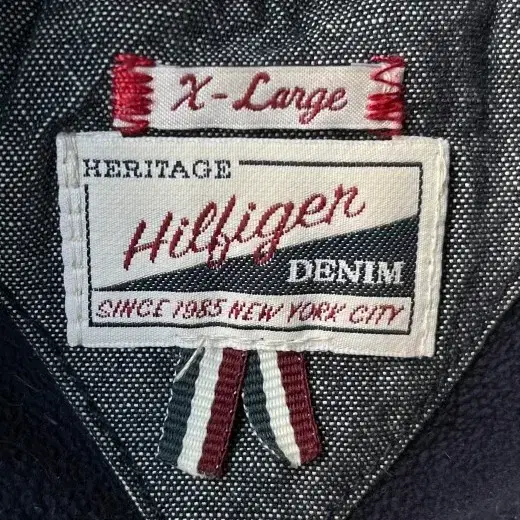 X-Large
HERITAGE
Hilfiger
DENIM
SINCE 1985 NEW YORK CITY